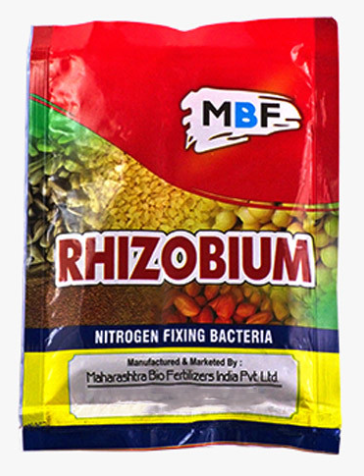 MBF
RHIZOBIUM
NITROGEN FIXING BACTERIA
Manufactured & Marketed By :
Maharashtra Bio Fertilizers India Pvt. Ltd.